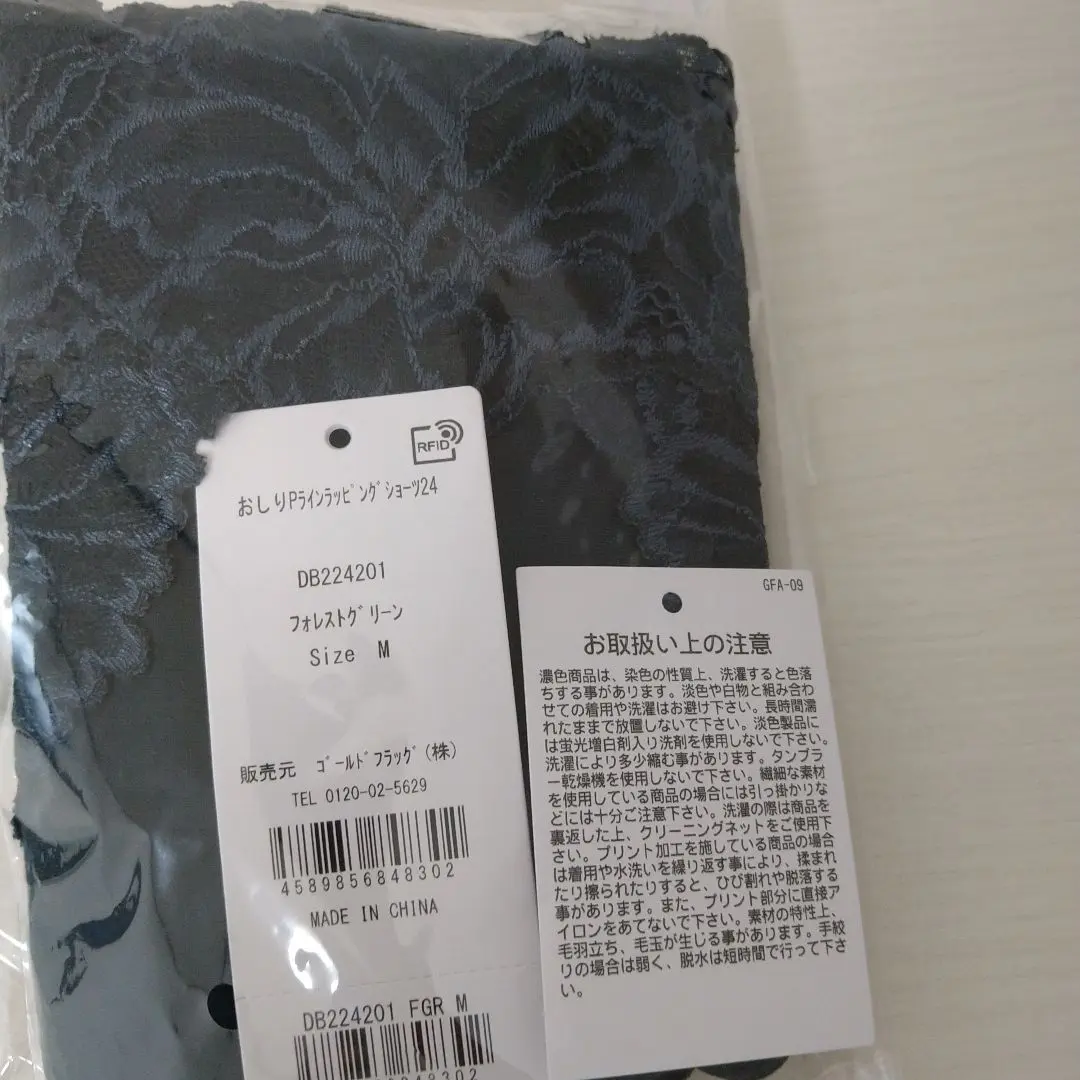 RFID
おしりPラインラッピングショーツ24
DB224201
フォレストグリーン
Size M
販売元 ゴールドフラッグ(株)
TEL 0120-02-5629
4589856848302
MADE IN CHINA
DB224201 FGR M
GFA-09
お取扱い上の注意
濃色商品は、染色の性質上、洗濯すると色落
ちする事があります。淡色や白物と組み合わ
せての着用や洗濯はお避け下さい。長時間濡
れたままで放置しないで下さい。淡色製品に
は蛍光増白剤入り洗剤を使用しないで下さい。
洗濯により多少縮む事があります。タンブラ
ー乾燥機を使用しないで下さい。繊細な素材
を使用している商品の場合には引っ掛かりな
どには十分ご注意下さい。洗濯の際は商品を
裏返した上、クリーニングネットをご使用下
さい。プリント加工を施している商品の場合
は着用や水洗いを繰り返す事により、揉まれ
たり擦られたりすると、ひび割れや脱落する
事があります。また、プリント部分に直接ア
イロンをあてないで下さい。素材の特性上、
毛羽立ち、毛玉が生じる事があります。手絞
りの場合は弱く、脱水は短時間で行って下さ
い。